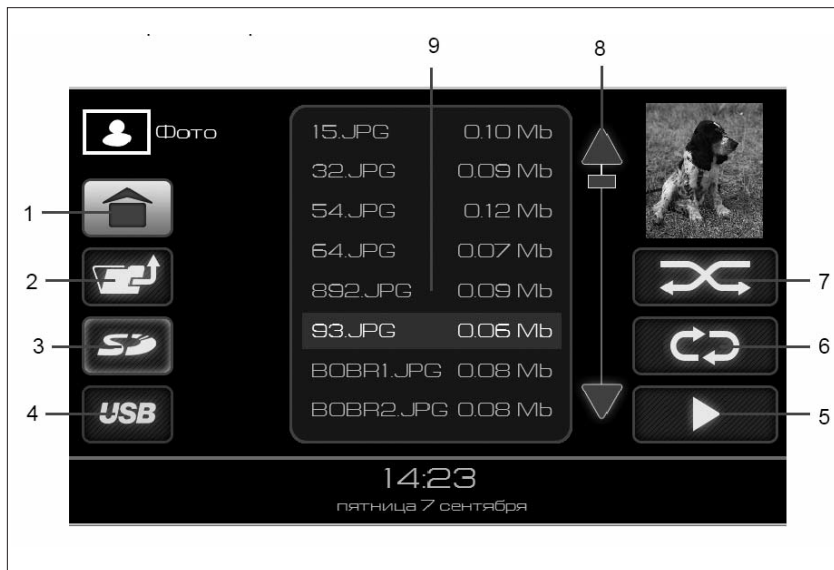 9
8
Фото
15.JPG 0.10 Mb
32.JPG 0.09 Mb
54.JPG 0.12 Mb
64.JPG 0.07 Mb
892.JPG 0.09 Mb
93.JPG 0.06 Mb
BOBR1.JPG 0.08 Mb
BOBR2.JPG 0.08 Mb
1
2
3
SD
4
USB
7
6
5
14:23
пятница 7 сентября